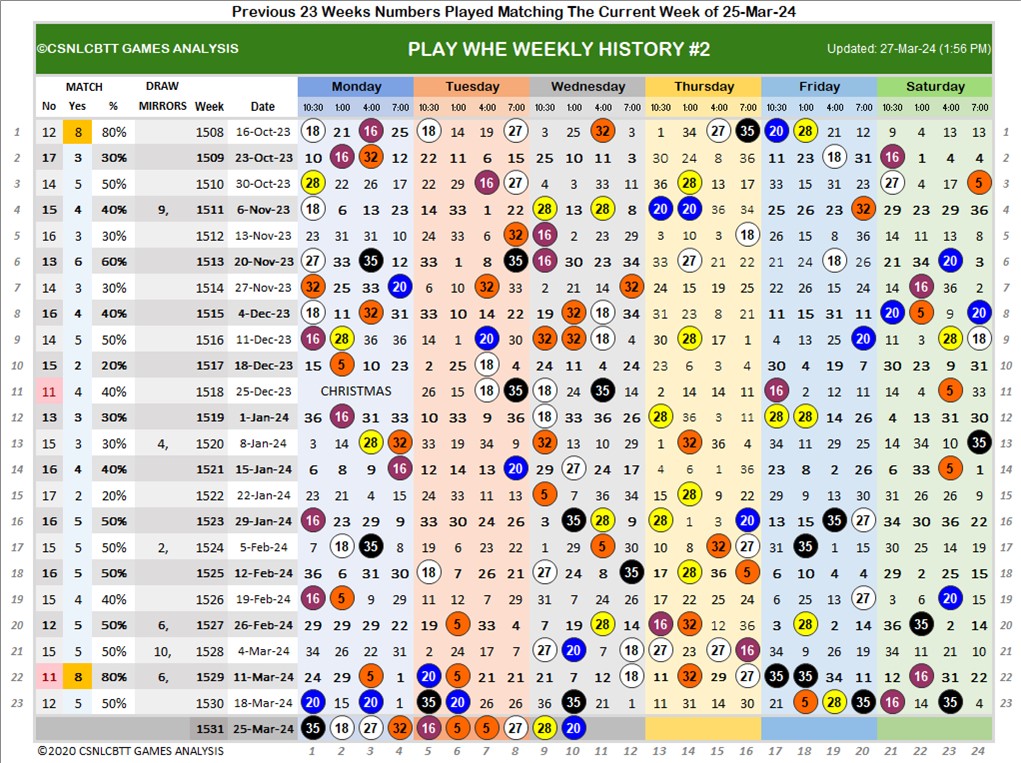 Previous 23 Weeks Numbers Played Matching The Current Week of 25-Mar-24
©CSNLCBTT GAMES ANALYSIS PLAY WHE WEEKLY HISTORY #2 Updated: 27-Mar-24 (1:56 PM)
MATCH DRAW Monday Tuesday Wednesday Thursday Friday Saturday
No Yes % MIRRORS Week Date 10:30 1:00 4:00 7:00 10:30 1:00 4:00 7:00 10:30 1:00 4:00 7:00 10:30 1:00 4:00 7:00 10:30 1:00 4:00 7:00 10:30 1:00 4:00 7:00
1 12 8 80% 1508 16-Oct-23 18 21 16 25 18 14 19 27 3 25 32 3 1 34 27 35 20 28 21 12 9 4 13 13 1
2 17 3 30% 1509 23-Oct-23 10 16 32 12 22 11 6 15 25 10 11 3 30 24 8 36 11 23 18 31 16 1 4 4 2
3 14 5 50% 1510 30-Oct-23 28 22 26 17 22 29 16 27 4 3 33 11 36 28 13 17 33 15 31 23 27 4 17 5 3
4 15 4 40% 9, 1511 6-Nov-23 18 6 13 23 14 33 1 22 28 13 28 8 20 20 36 34 25 26 23 32 29 23 29 36 4
5 16 3 30% 1512 13-Nov-23 23 31 31 10 24 33 6 32 16 2 23 29 3 10 3 18 26 15 8 36 14 11 13 8 5
6 13 6 60% 1513 20-Nov-23 27 33 35 12 33 1 8 35 16 30 23 34 33 27 21 22 21 34 18 26 21 34 20 3 6
7 14 3 30% 1514 27-Nov-23 32 25 33 20 6 10 32 33 2 21 7 32 24 15 19 25 22 26 15 24 14 16 36 2 7
8 16 4 40% 1515 4-Dec-23 18 11 32 31 33 10 14 22 19 32 18 34 31 23 8 21 11 15 31 11 20 5 9 20 8
9 14 5 50% 1516 11-Dec-23 16 28 36 36 14 1 20 30 32 32 18 4 30 28 17 1 4 13 25 20 11 3 28 18 9
10 15 2 20% 1517 18-Dec-23 15 5 10 23 2 25 18 4 24 11 4 24 23 6 3 4 30 4 19 7 30 23 9 31 10
11 11 4 40% 1518 25-Dec-23 CHRISTMAS 26 15 18 35 18 24 35 11 2 14 14 11 16 2 12 11 14 4 5 33 11
12 13 3 30% 1519 1-Jan-24 36 16 31 33 10 33 9 36 18 33 36 26 28 36 3 11 28 28 14 26 4 13 31 30 12
13 15 3 30% 4, 1520 8-Jan-24 3 14 28 32 33 19 34 9 32 13 10 29 1 32 36 4 34 11 29 25 14 34 10 35 13
14 16 4 40% 1521 15-Jan-24 6 8 9 16 12 14 13 20 29 27 24 17 4 6 1 36 23 8 2 26 6 33 5 1 14
15 17 2 20% 1522 22-Jan-24 23 21 4 15 24 33 11 13 5 7 36 34 15 28 9 22 29 9 13 30 31 26 26 9 15
16 16 5 50% 1523 29-Jan-24 16 23 29 9 33 30 24 26 3 35 28 9 28 1 3 20 13 15 35 27 34 30 36 22 16
17 15 5 50% 2, 1524 5-Feb-24 7 18 35 8 19 6 23 22 1 29 5 30 10 8 32 27 31 35 1 15 30 25 14 19 17
18 16 5 50% 1525 12-Feb-24 36 6 31 30 18 7 26 21 27 24 8 35 17 28 36 5 6 10 4 4 29 2 25 15 18
19 15 4 40% 1526 19-Feb-24 16 5 9 29 11 12 7 29 31 7 24 26 17 22 25 24 6 25 13 27 3 6 20 15 19
20 12 5 50% 6, 1527 26-Feb-24 29 29 29 22 19 5 33 4 7 19 28 14 16 32 12 36 3 28 2 14 36 35 2 14 20
21 15 5 50% 10, 1528 4-Mar-24 34 26 22 31 2 24 17 7 27 20 7 18 27 23 27 16 34 9 26 19 34 11 21 10 21
22 11 8 80% 6, 1529 11-Mar-24 24 29 5 1 20 5 21 21 21 7 12 18 11 32 29 27 35 35 34 11 12 16 31 22 22
23 12 5 50% 1530 18-Mar-24 20 15 20 1 35 20 26 26 36 35 21 1 11 31 14 30 21 5 28 35 16 14 35 4 23
1531 25-Mar-24 35 18 27 32 16 5 5 27 28 20
©2020 CSNLCBTT GAMES ANALYSIS 1 2 3 4 5 6 7 8 9 10 11 12 13 14 15 16 17 18 19 20 21 22 23 24